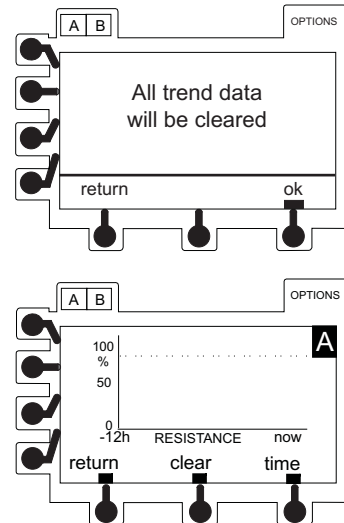 A B OPTIONS
All trend data
will be cleared
return ok
A B OPTIONS
A
100
%
50
0
-12h RESISTANCE now
return clear time